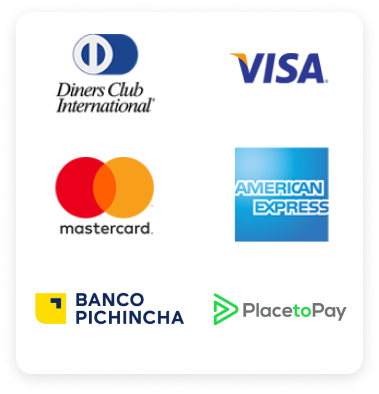 Diners Club
International®
VISA®
mastercard.
AMERICAN
EXPRESS
BANCO
PICHINCHA
PlacetoPay